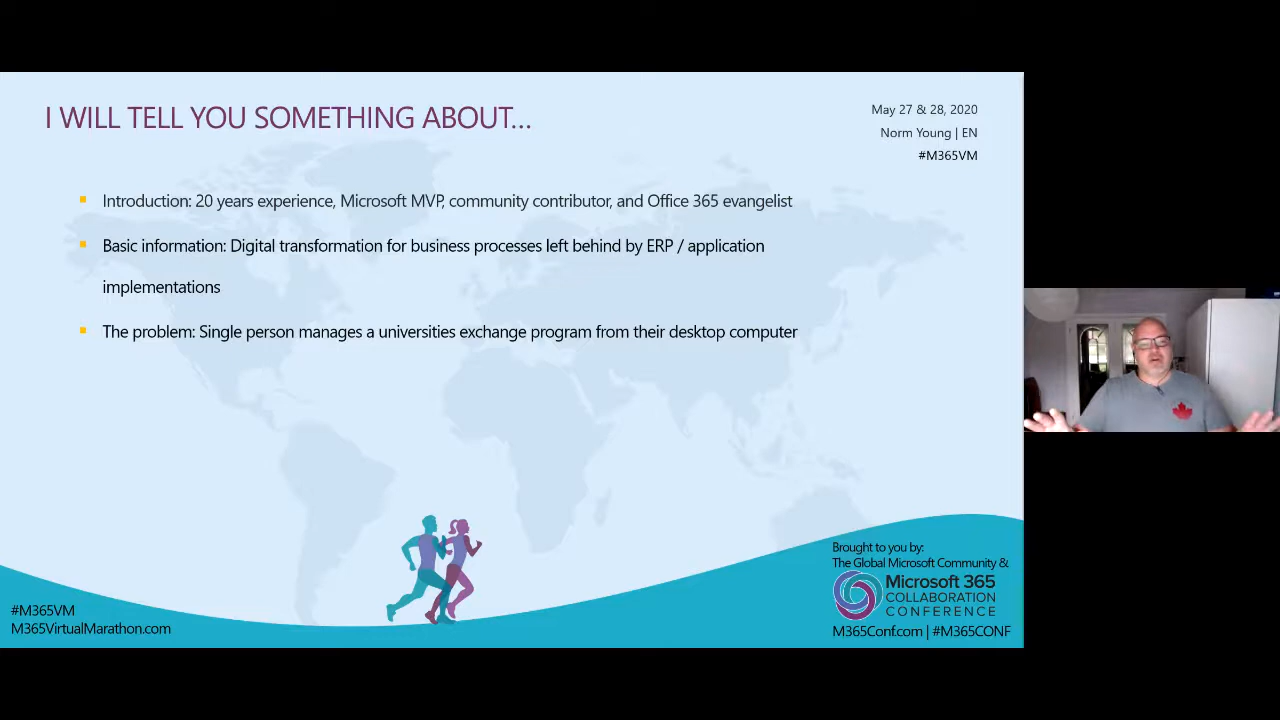 I WILL TELL YOU SOMETHING ABOUT...
May 27 & 28, 2020
Norm Young | EN
#M365VM
Introduction: 20 years experience, Microsoft MVP, community contributor, and Office 365 evangelist
Basic information: Digital transformation for business processes left behind by ERP / application
implementations
The problem: Single person manages a universities exchange program from their desktop computer
#M365VM
M365VirtualMarathon.com
Brought to you by:
The Global Microsoft Community &
Microsoft 365
COLLABORATION
CONFERENCE
M365Conf.com | #M365CONF